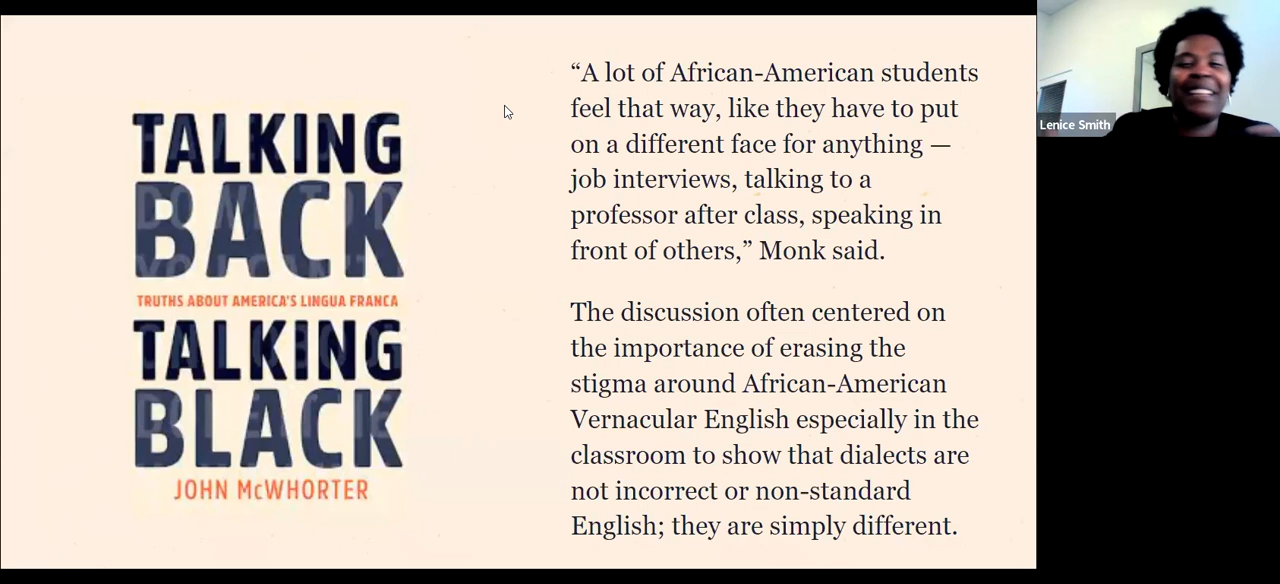 TALKING
BACK
TRUTHS ABOUT AMERICA'S LINGUA FRANCA
TALKING
BLACK
JOHN McWHORTER
“A lot of African-American students
feel that way, like they have to put
on a different face for anything —
job interviews, talking to a
professor after class, speaking in
front of others,” Monk said.
The discussion often centered on
the importance of erasing the
stigma around African-American
Vernacular English especially in the
classroom to show that dialects are
not incorrect or non-standard
English; they are simply different.
Lenice Smith